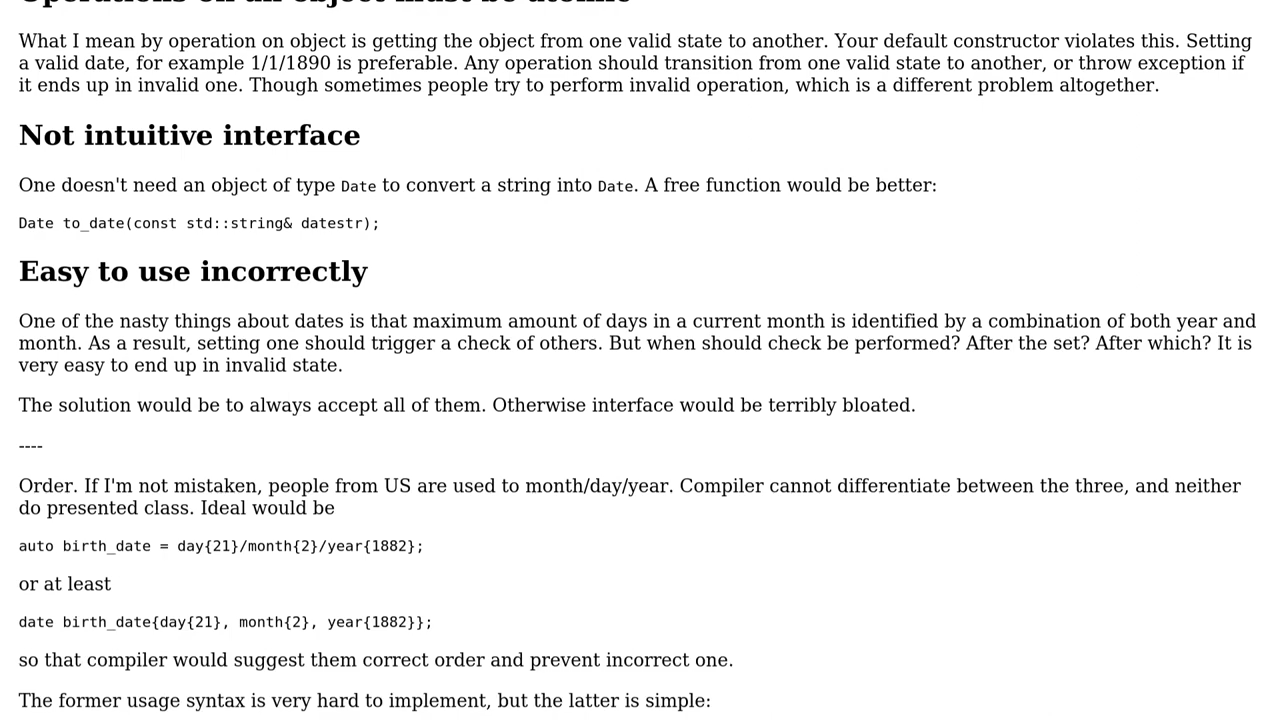 Operations on an object must be atomic
What I mean by operation on object is getting the object from one valid state to another. Your default constructor violates this. Setting
a valid date, for example 1/1/1890 is preferable. Any operation should transition from one valid state to another, or throw exception if
it ends up in invalid one. Though sometimes people try to perform invalid operation, which is a different problem altogether.
Not intuitive interface
One doesn't need an object of type Date to convert a string into Date. A free function would be better:
Date to_date(const std::string& datestr);
Easy to use incorrectly
One of the nasty things about dates is that maximum amount of days in a current month is identified by a combination of both year and
month. As a result, setting one should trigger a check of others. But when should check be performed? After the set? After which? It is
very easy to end up in invalid state.
The solution would be to always accept all of them. Otherwise interface would be terribly bloated.
----
Order. If I'm not mistaken, people from US are used to month/day/year. Compiler cannot differentiate between the three, and neither
do presented class. Ideal would be
auto birth_date = day{21}/month{2}/year{1882};
or at least
date birth_date{day{21}, month{2}, year{1882}};
so that compiler would suggest them correct order and prevent incorrect one.
The former usage syntax is very hard to implement, but the latter is simple: